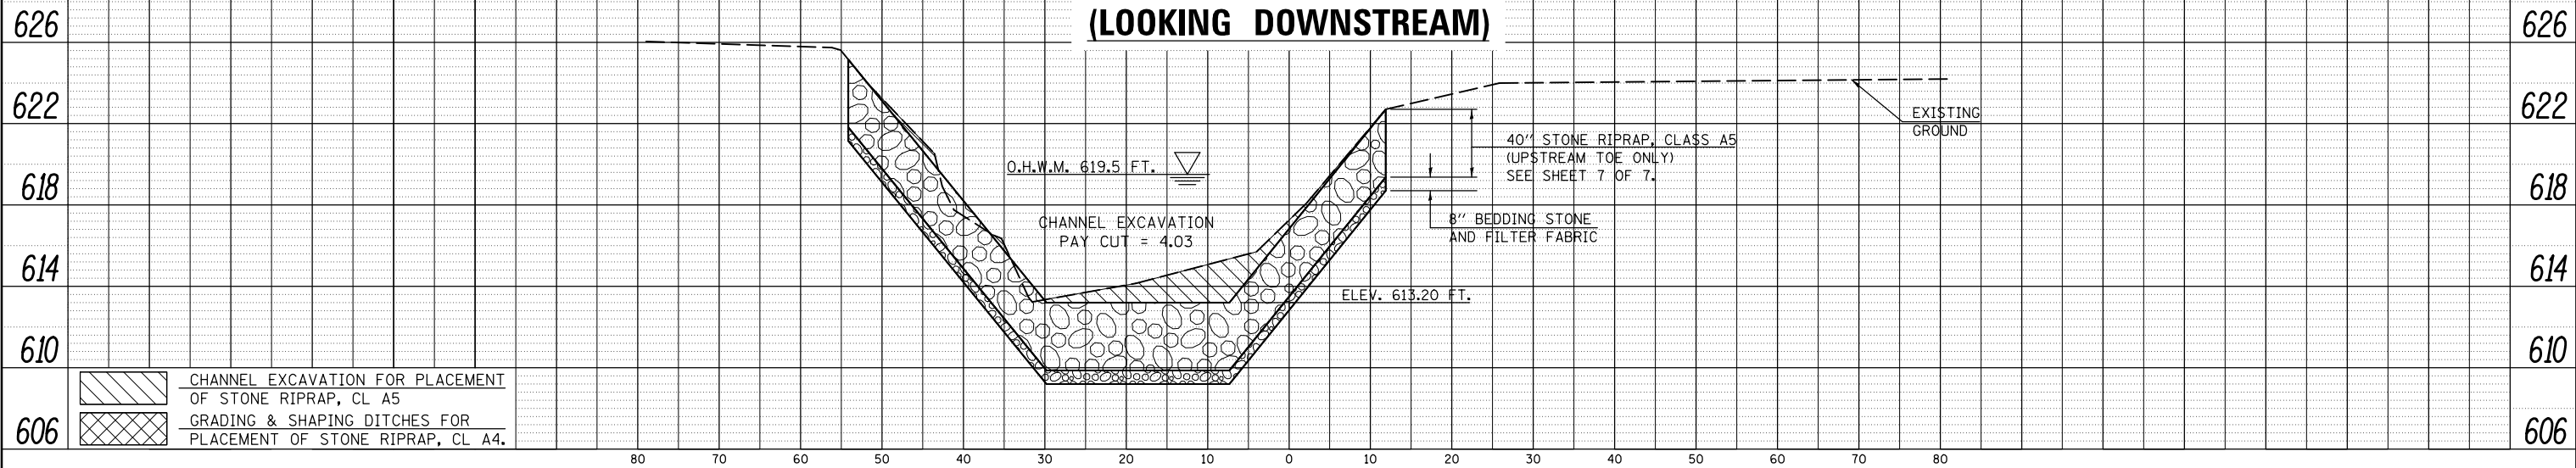 (LOOKING DOWNSTREAM)
626
626
622
622
618
618
614
614
610
610
606
606
EXISTING
GROUND
40" STONE RIPRAP, CLASS A5
(UPSTREAM TOE ONLY)
SEE SHEET 7 OF 7.
O.H.W.M. 619.5 FT.
8" BEDDING STONE
AND FILTER FABRIC
CHANNEL EXCAVATION
PAY CUT = 4.03
ELEV. 613.20 FT.
CHANNEL EXCAVATION FOR PLACEMENT
OF STONE RIPRAP, CL A5
GRADING & SHAPING DITCHES FOR
PLACEMENT OF STONE RIPRAP, CL A4.
80 70 60 50 40 30 20 10 0 10 20 30 40 50 60 70 80